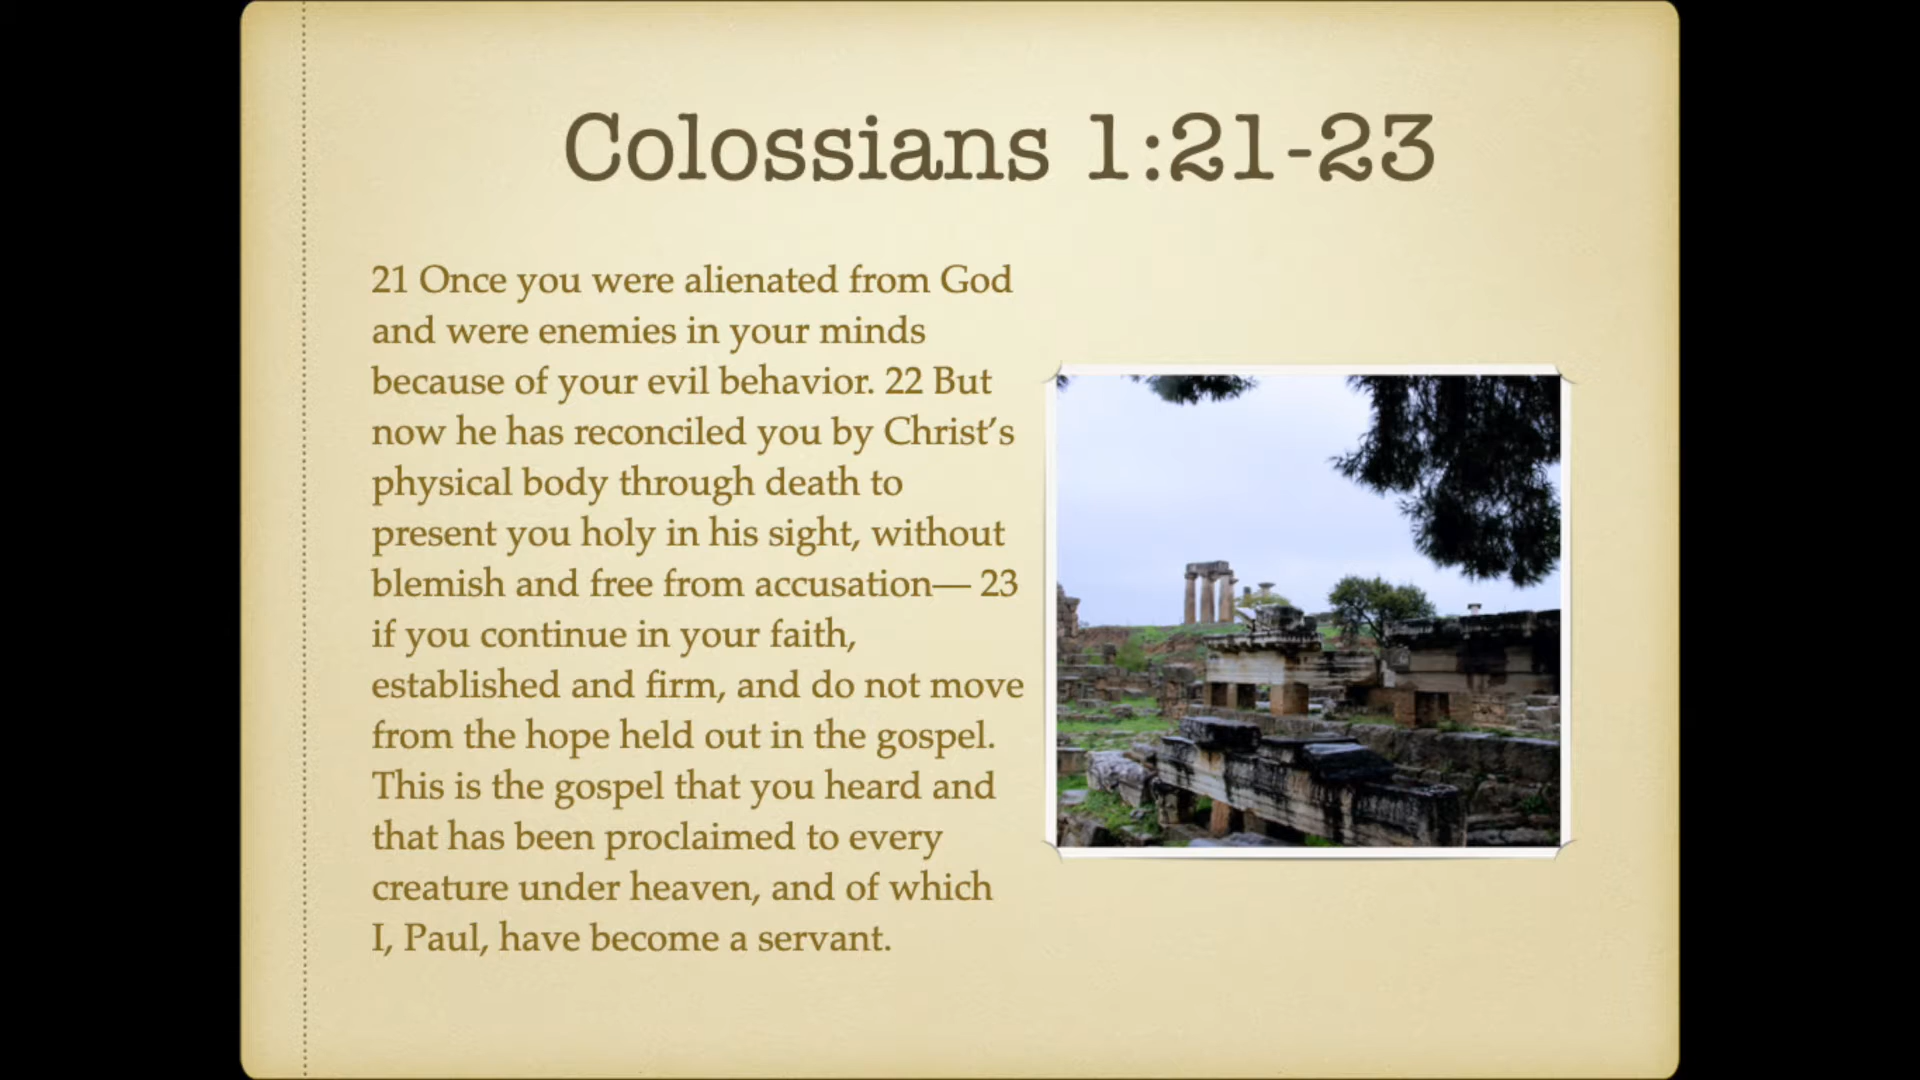 Colossians 1:21-23
21 Once you were alienated from God
and were enemies in your minds
because of your evil behavior. 22 But
now he has reconciled you by Christ’s
physical body through death to
present you holy in his sight, without
blemish and free from accusation— 23
if you continue in your faith,
established and firm, and do not move
from the hope held out in the gospel.
This is the gospel that you heard and
that has been proclaimed to every
creature under heaven, and of which
I, Paul, have become a servant.